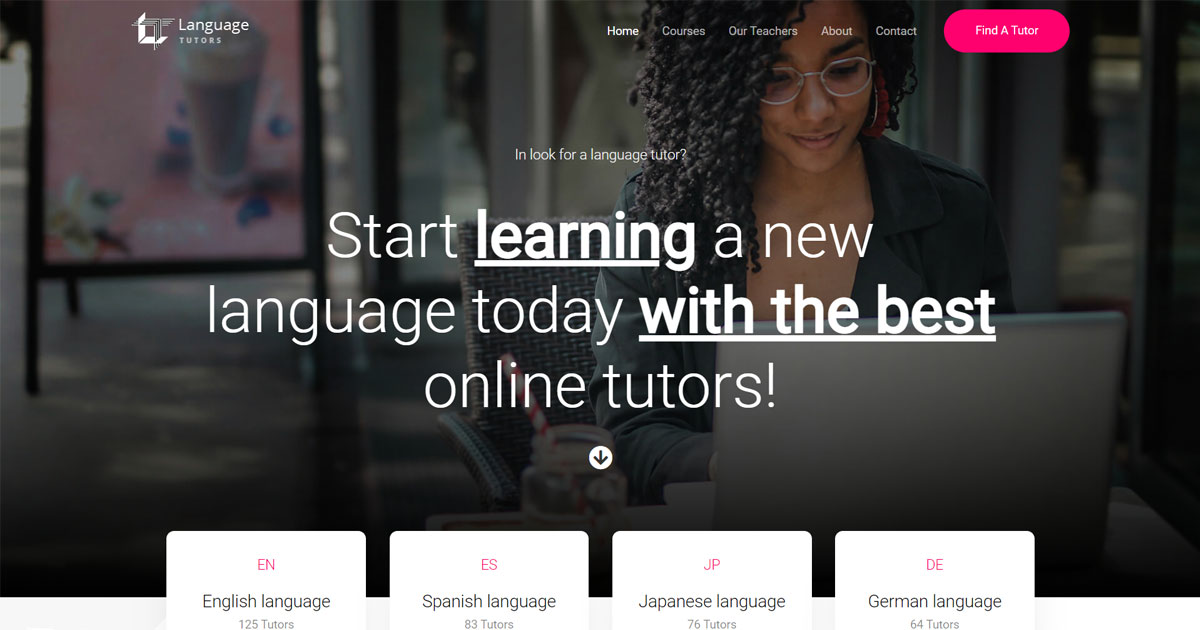 Language
TUTORS
Home Courses Our Teachers About Contact Find A Tutor
In look for a language tutor?
Start learning a new
language today with the best
online tutors!
EN ES JP DE
English language Spanish language Japanese language German language
125 Tutors 83 Tutors 76 Tutors 64 Tutors